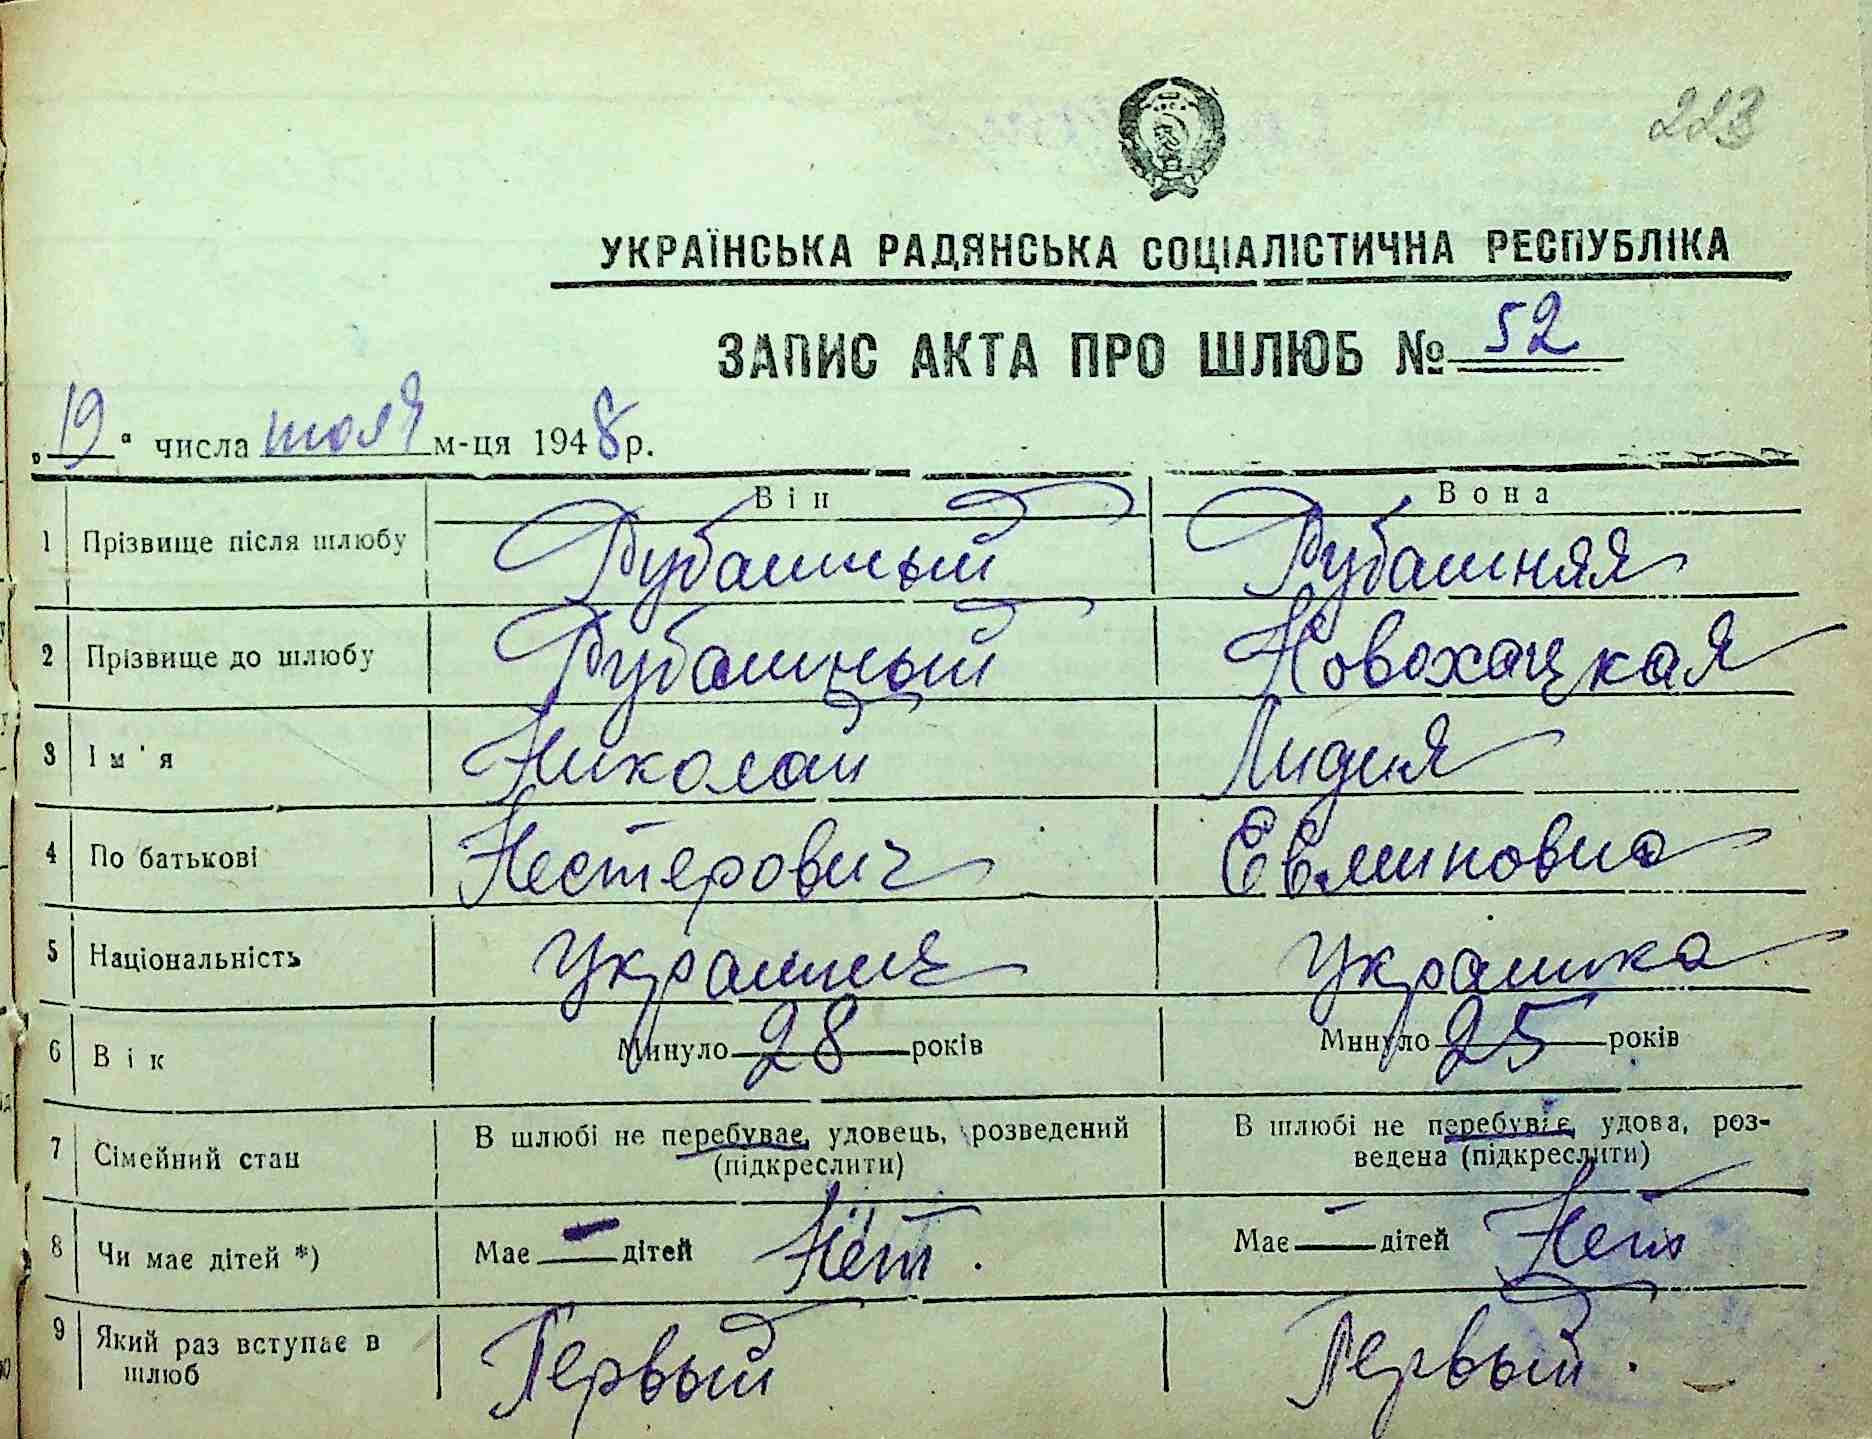 223
УКРАЇНСЬКА РАДЯНСЬКА СОЦІАЛІСТИЧНА РЕСПУБЛІКА
ЗАПИС АКТА ПРО ШЛЮБ № 52
„19“ числа м-ця 1948 р.
Він Вона
1 Прізвище після шлюбу Рубашный Рубашняя
2 Прізвище до шлюбу Рубашный Новохацкая
3 Ім'я Николай Лидия
4 По батькові Нестерович
5 Національність Украинец Украинка
6 Вік Минуло 28 років Минуло 25 років
7 Сімейний стан В шлюбі не перебуває, удовець, розведений В шлюбі не перебуває, удова, роз-
(підкреслити) ведена (підкреслити)
8 Чи має дітей *) Має — дітей Нет. Має — дітей Нет
9 Який раз вступає в Первый Первый.
шлюб